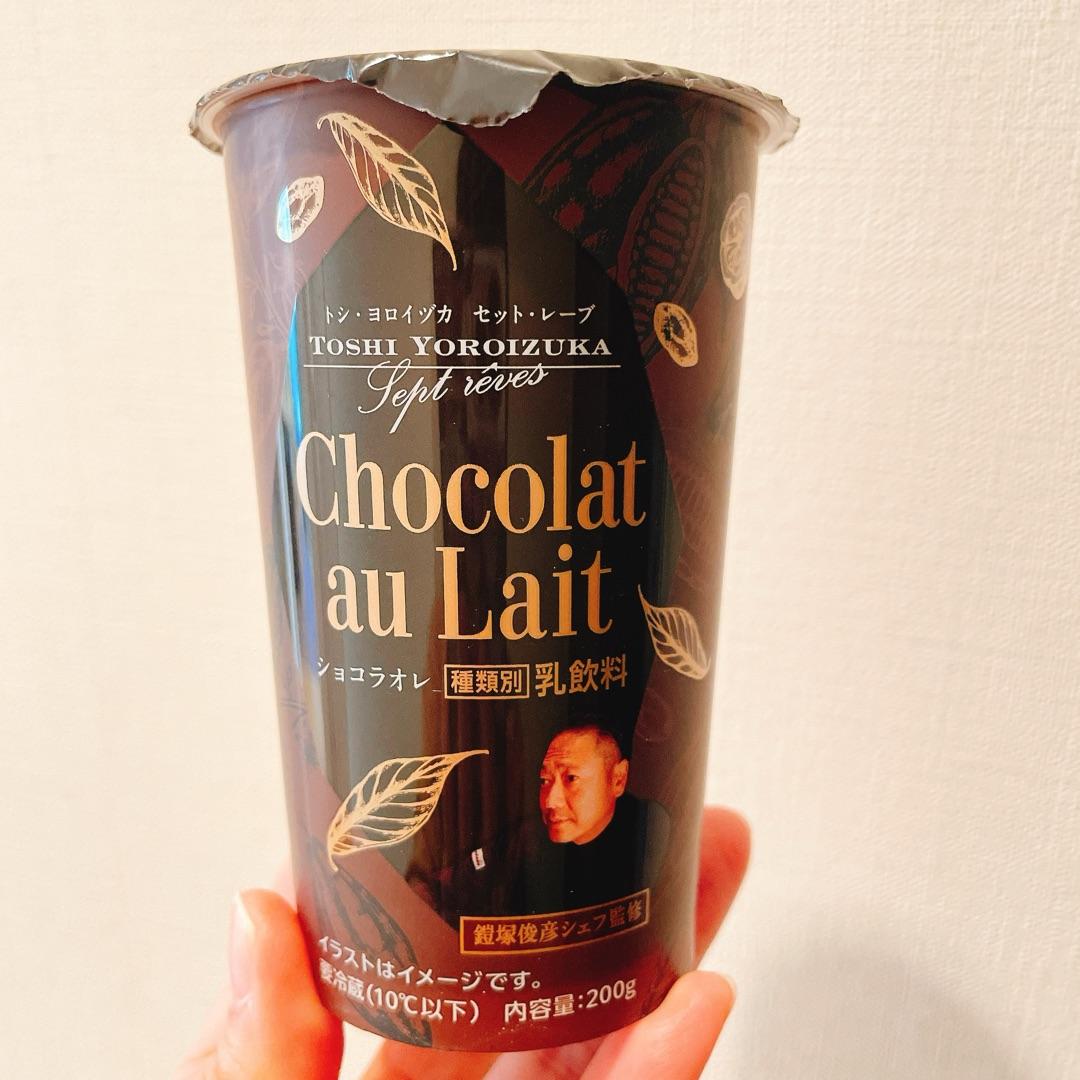 トシ・ヨロイヅカ セット・レーブ
TOSHI YOROIZUKA
Sept rêves
Chocolat
au Lait
ショコラオレ 種類別 乳飲料
鎧塚俊彦シェフ監修
イラストはイメージです。
要冷蔵(10℃以下) 内容量:200g